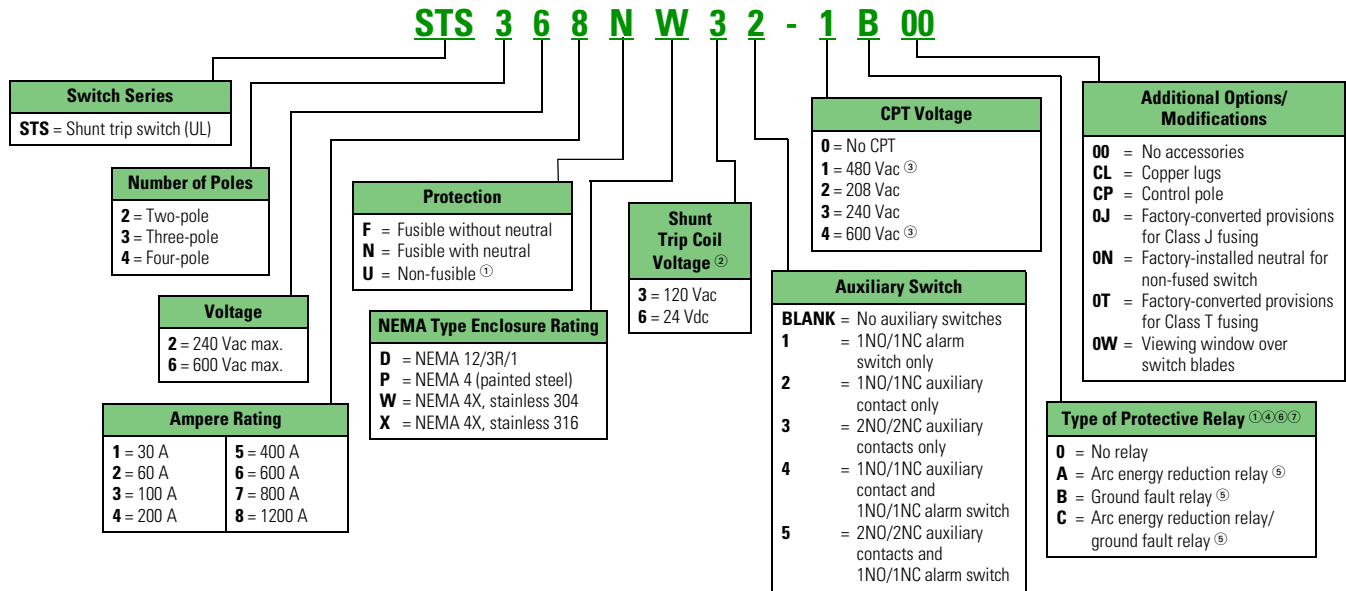 STS 3 6 8 N W 3 2 - 1 B 00
Switch Series
STS = Shunt trip switch (UL)
Number of Poles
2 = Two-pole
3 = Three-pole
4 = Four-pole
Voltage
2 = 240 Vac max.
6 = 600 Vac max.
Ampere Rating
1 = 30 A
2 = 60 A
3 = 100 A
4 = 200 A
5 = 400 A
6 = 600 A
7 = 800 A
8 = 1200 A
Protection
F = Fusible without neutral
N = Fusible with neutral
U = Non-fusible ①
NEMA Type Enclosure Rating
D = NEMA 12/3R/1
P = NEMA 4 (painted steel)
W = NEMA 4X, stainless 304
X = NEMA 4X, stainless 316
Shunt
Trip Coil
Voltage ②
3 = 120 Vac
6 = 24 Vdc
Auxiliary Switch
BLANK = No auxiliary switches
1 = 1NO/1NC alarm
switch only
2 = 1NO/1NC auxiliary
contact only
3 = 2NO/2NC auxiliary
contacts only
4 = 1NO/1NC auxiliary
contact and
1NO/1NC alarm switch
5 = 2NO/2NC auxiliary
contacts and
1NO/1NC alarm switch
CPT Voltage
0 = No CPT
1 = 480 Vac ③
2 = 208 Vac
3 = 240 Vac
4 = 600 Vac ③
Type of Protective Relay ①④⑥⑦
0 = No relay
A = Arc energy reduction relay ⑤
B = Ground fault relay ⑤
C = Arc energy reduction relay/
ground fault relay ⑤
Additional Options/
Modifications
00 = No accessories
CL = Copper lugs
CP = Control pole
0J = Factory-converted provisions
for Class J fusing
0N = Factory-installed neutral for
non-fused switch
0T = Factory-converted provisions
for Class T fusing
0W = Viewing window over
switch blades